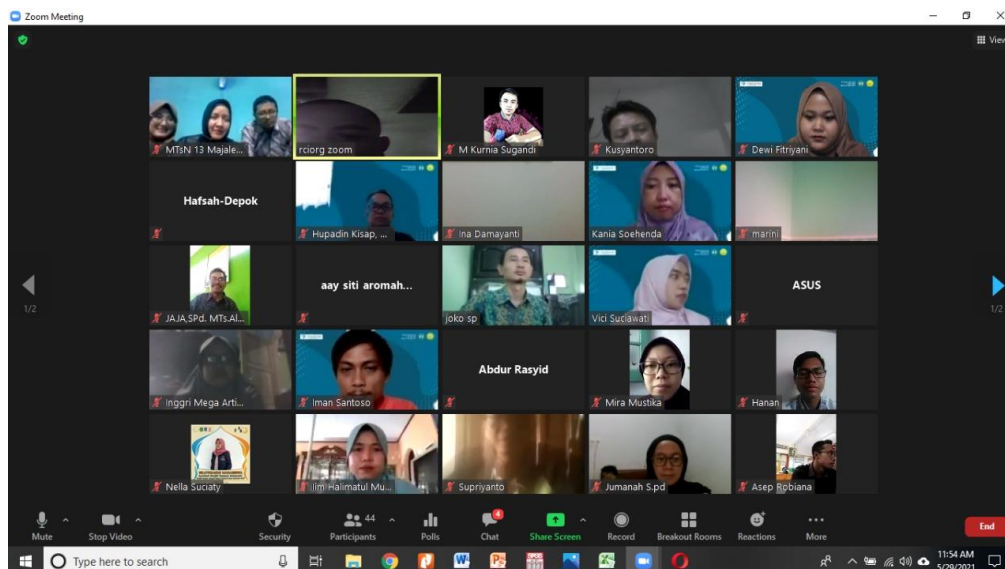 Zoom Meeting
View
MTsN 13 Majale...
rciorg zoom
M Kurnia Sugandi
Kusyantoro
Dewi Fitriyani
Hafsah-Depok
Hupadin Kisap, ...
Ina Damayanti
Kania Soehenda
marini
JAJA,SPd. MTs.Al...
aay siti aromah...
joko sp
Vici Suciawati
ASUS
1/2
1/2
Inggri Mega Arti...
Iman Santoso
Abdur Rasyid
Mira Mustika
Hanan
Nella Suciaty
Iim Halimatul Mu...
Supriyanto
Jumanah S.pd
Asep Robiana
Mute
Stop Video
Security
44
Participants
Polls
4
Chat
Share Screen
Record
Breakout Rooms
Reactions
More
End
Type here to search
11:54 AM
5/29/2021